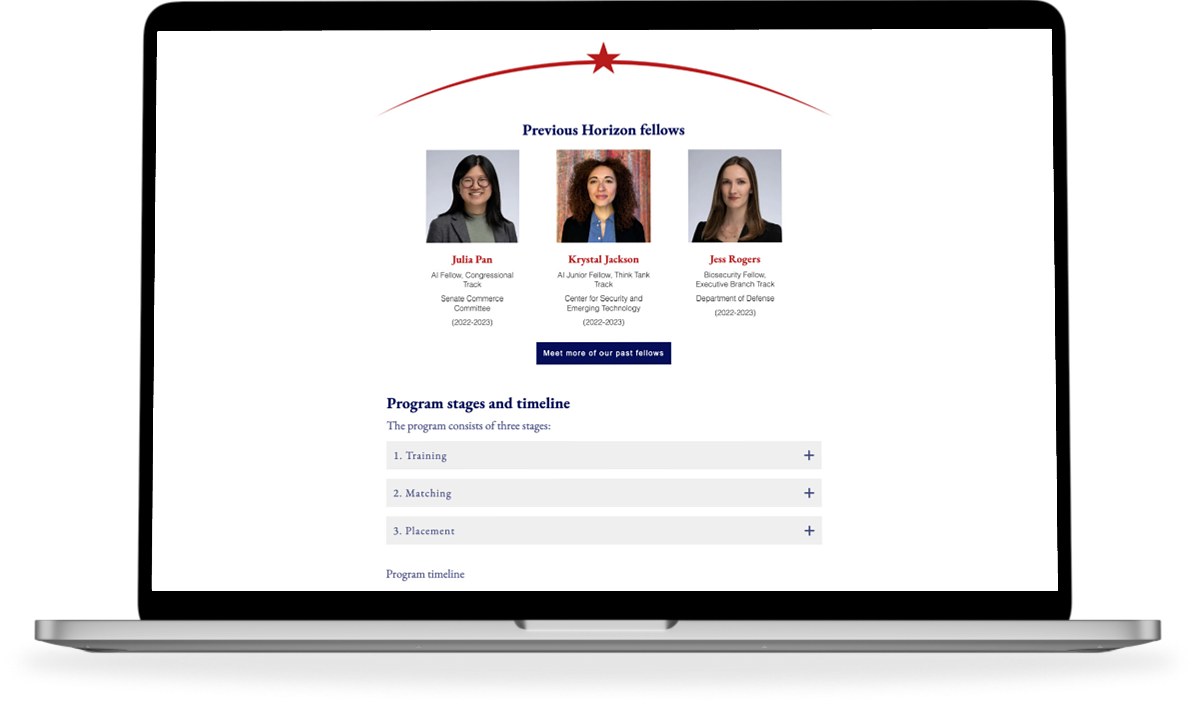 Previous Horizon fellows
Julia Pan
AI Fellow, Congressional
Track
Senate Commerce
Committee
(2022-2023)
Krystal Jackson
AI Junior Fellow, Think Tank
Track
Center for Security and
Emerging Technology
(2022-2023)
Jess Rogers
Biosecurity Fellow,
Executive Branch Track
Department of Defense
(2022-2023)
Meet more of our past fellows
Program stages and timeline
The program consists of three stages:
1. Training +
2. Matching +
3. Placement +
Program timeline